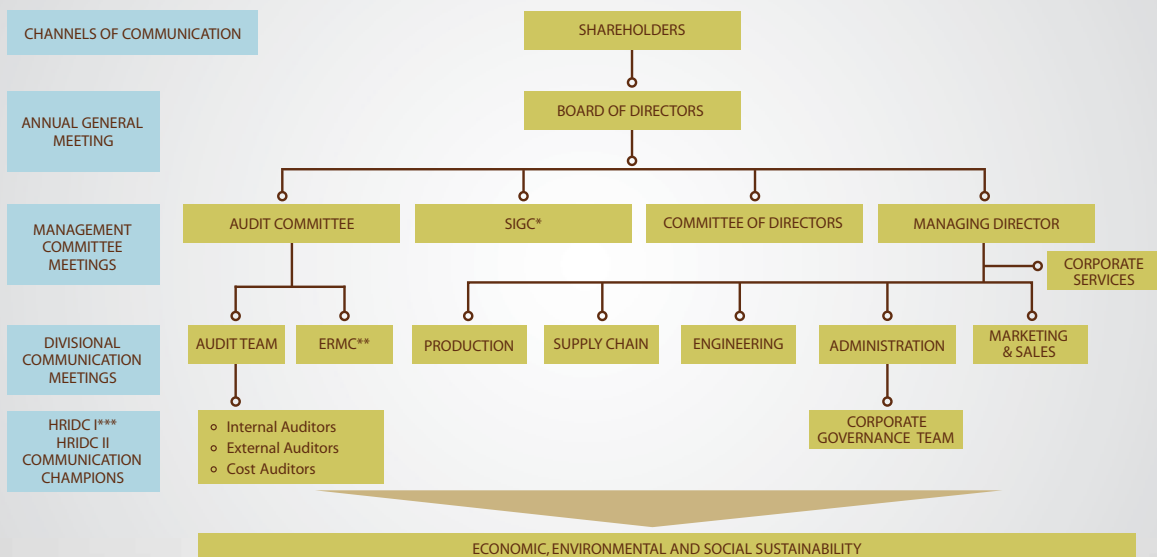 CHANNELS OF COMMUNICATION
SHAREHOLDERS
ANNUAL GENERAL
MEETING
BOARD OF DIRECTORS
MANAGEMENT
COMMITTEE
MEETINGS
AUDIT COMMITTEE
SIGC*
COMMITTEE OF DIRECTORS
MANAGING DIRECTOR
CORPORATE
SERVICES
DIVISIONAL
COMMUNICATION
MEETINGS
AUDIT TEAM
ERMC**
PRODUCTION
SUPPLY CHAIN
ENGINEERING
ADMINISTRATION
MARKETING
& SALES
HRIDC I***
HRIDC II
COMMUNICATION
CHAMPIONS
Internal Auditors
External Auditors
Cost Auditors
CORPORATE
GOVERNANCE TEAM
ECONOMIC, ENVIRONMENTAL AND SOCIAL SUSTAINABILITY